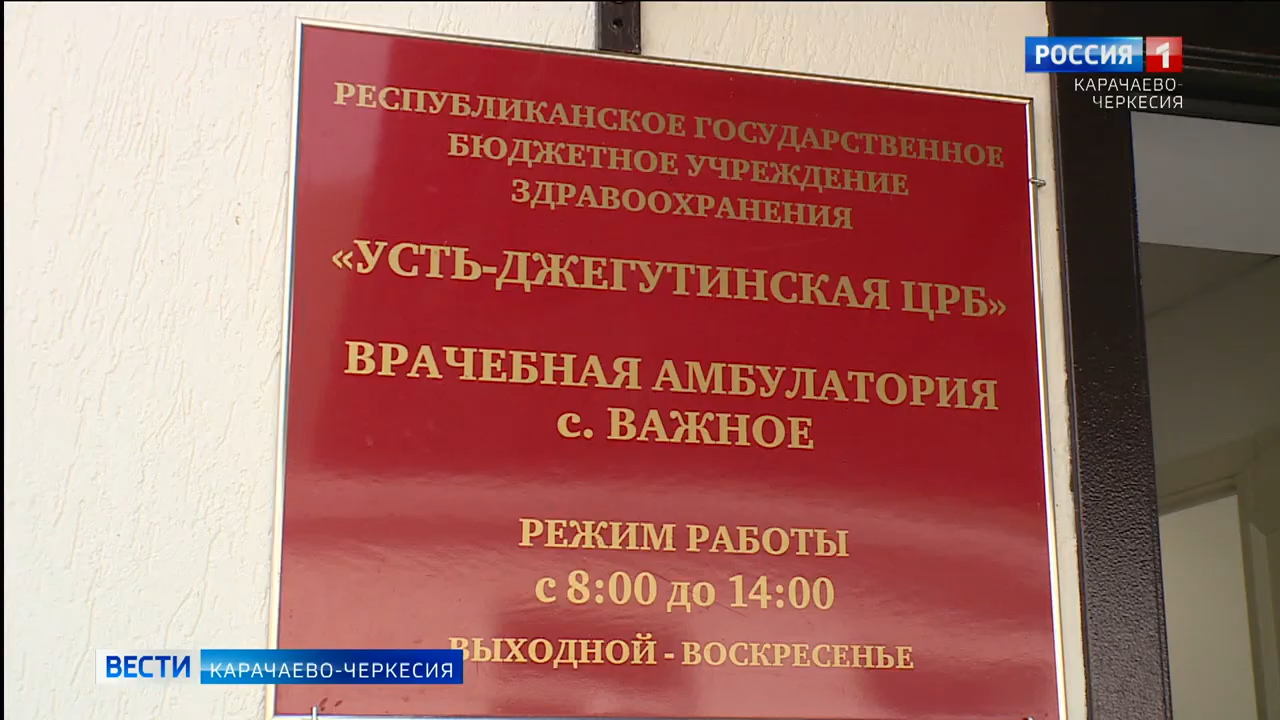 РОССИЯ 1
КАРАЧАЕВО-
ЧЕРКЕСИЯ
РЕСПУБЛИКАНСКОЕ ГОСУДАРСТВЕННОЕ
БЮДЖЕТНОЕ УЧРЕЖДЕНИЕ
ЗДРАВООХРАНЕНИЯ
«УСТЬ-ДЖЕГУТИНСКАЯ ЦРБ»
ВРАЧЕБНАЯ АМБУЛАТОРИЯ
с. ВАЖНОЕ
РЕЖИМ РАБОТЫ
с 8:00 до 14:00
ВЫХОДНОЙ - ВОСКРЕСЕНЬЕ
ВЕСТИ КАРАЧАЕВО-ЧЕРКЕСИЯ